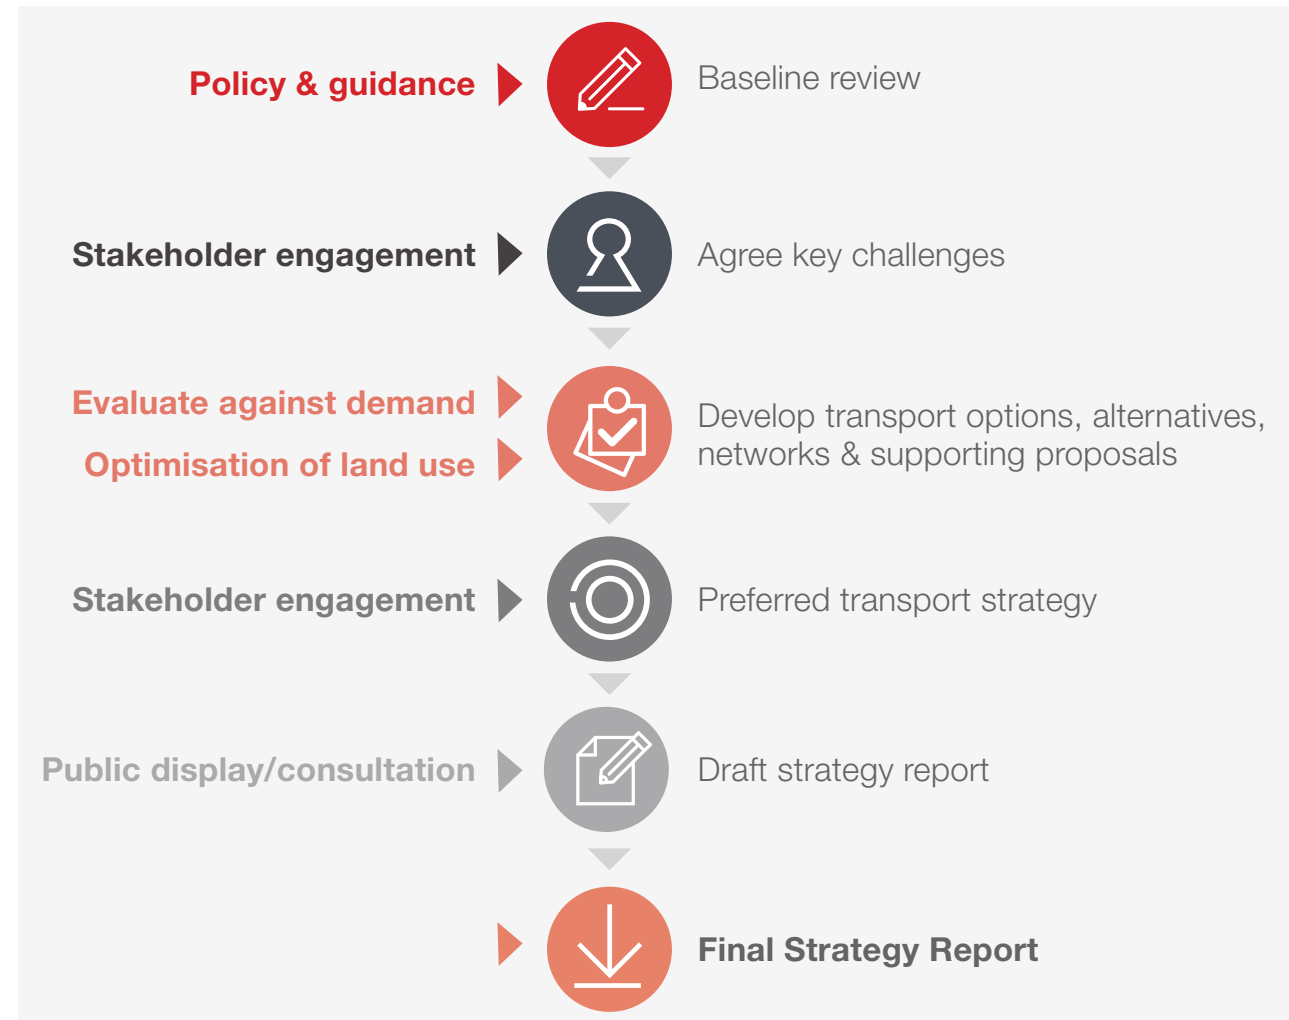 Policy & guidance
Baseline review
Stakeholder engagement
Agree key challenges
Evaluate against demand
Optimisation of land use
Develop transport options, alternatives,
networks & supporting proposals
Stakeholder engagement
Preferred transport strategy
Public display/consultation
Draft strategy report
Final Strategy Report